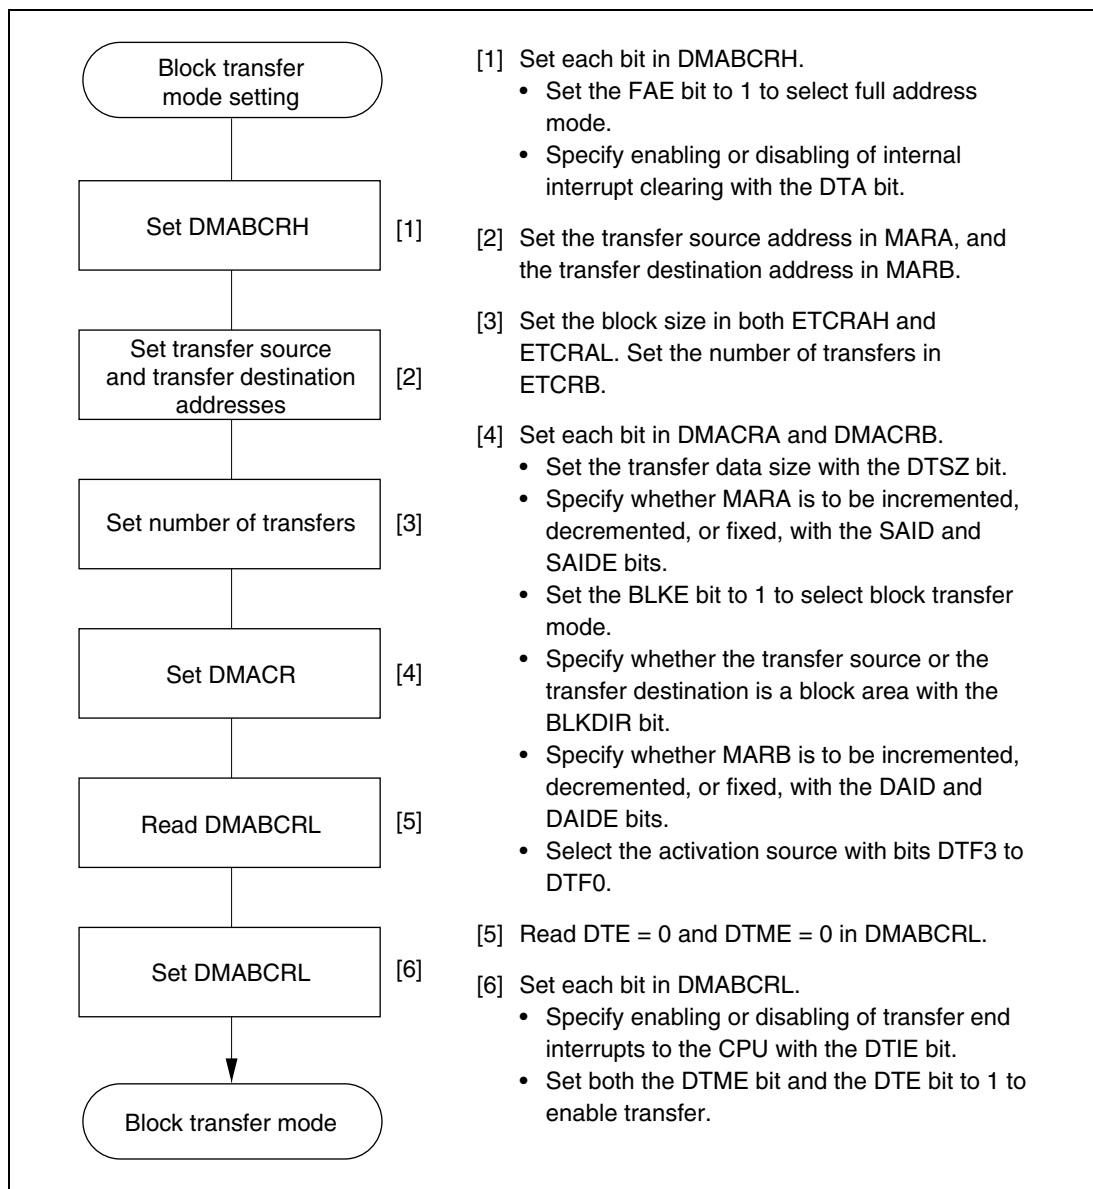 Block transfer
mode setting
Set DMABCRH
[1]
Set transfer source
and transfer destination
addresses
[2]
Set number of transfers
[3]
Set DMACR
[4]
Read DMABCRL
[5]
Set DMABCRL
[6]
Block transfer mode
[1] Set each bit in DMABCRH.
• Set the FAE bit to 1 to select full address
mode.
• Specify enabling or disabling of internal
interrupt clearing with the DTA bit.
[2] Set the transfer source address in MARA, and
the transfer destination address in MARB.
[3] Set the block size in both ETCRAH and
ETCRAL. Set the number of transfers in
ETCRB.
[4] Set each bit in DMACRA and DMACRB.
• Set the transfer data size with the DTSZ bit.
• Specify whether MARA is to be incremented,
decremented, or fixed, with the SAID and
SAIDE bits.
• Set the BLKE bit to 1 to select block transfer
mode.
• Specify whether the transfer source or the
transfer destination is a block area with the
BLKDIR bit.
• Specify whether MARB is to be incremented,
decremented, or fixed, with the DAID and
DAIDE bits.
• Select the activation source with bits DTF3 to
DTF0.
[5] Read DTE = 0 and DTME = 0 in DMABCRL.
[6] Set each bit in DMABCRL.
• Specify enabling or disabling of transfer end
interrupts to the CPU with the DTIE bit.
• Set both the DTME bit and the DTE bit to 1 to
enable transfer.